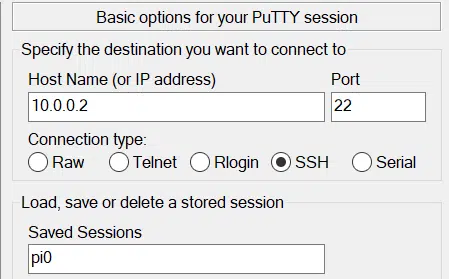 Basic options for your PuTTY session
Specify the destination you want to connect to
Host Name (or IP address) Port
10.0.0.2 22
Connection type:
Raw Telnet Rlogin SSH Serial
Load, save or delete a stored session
Saved Sessions
pi0